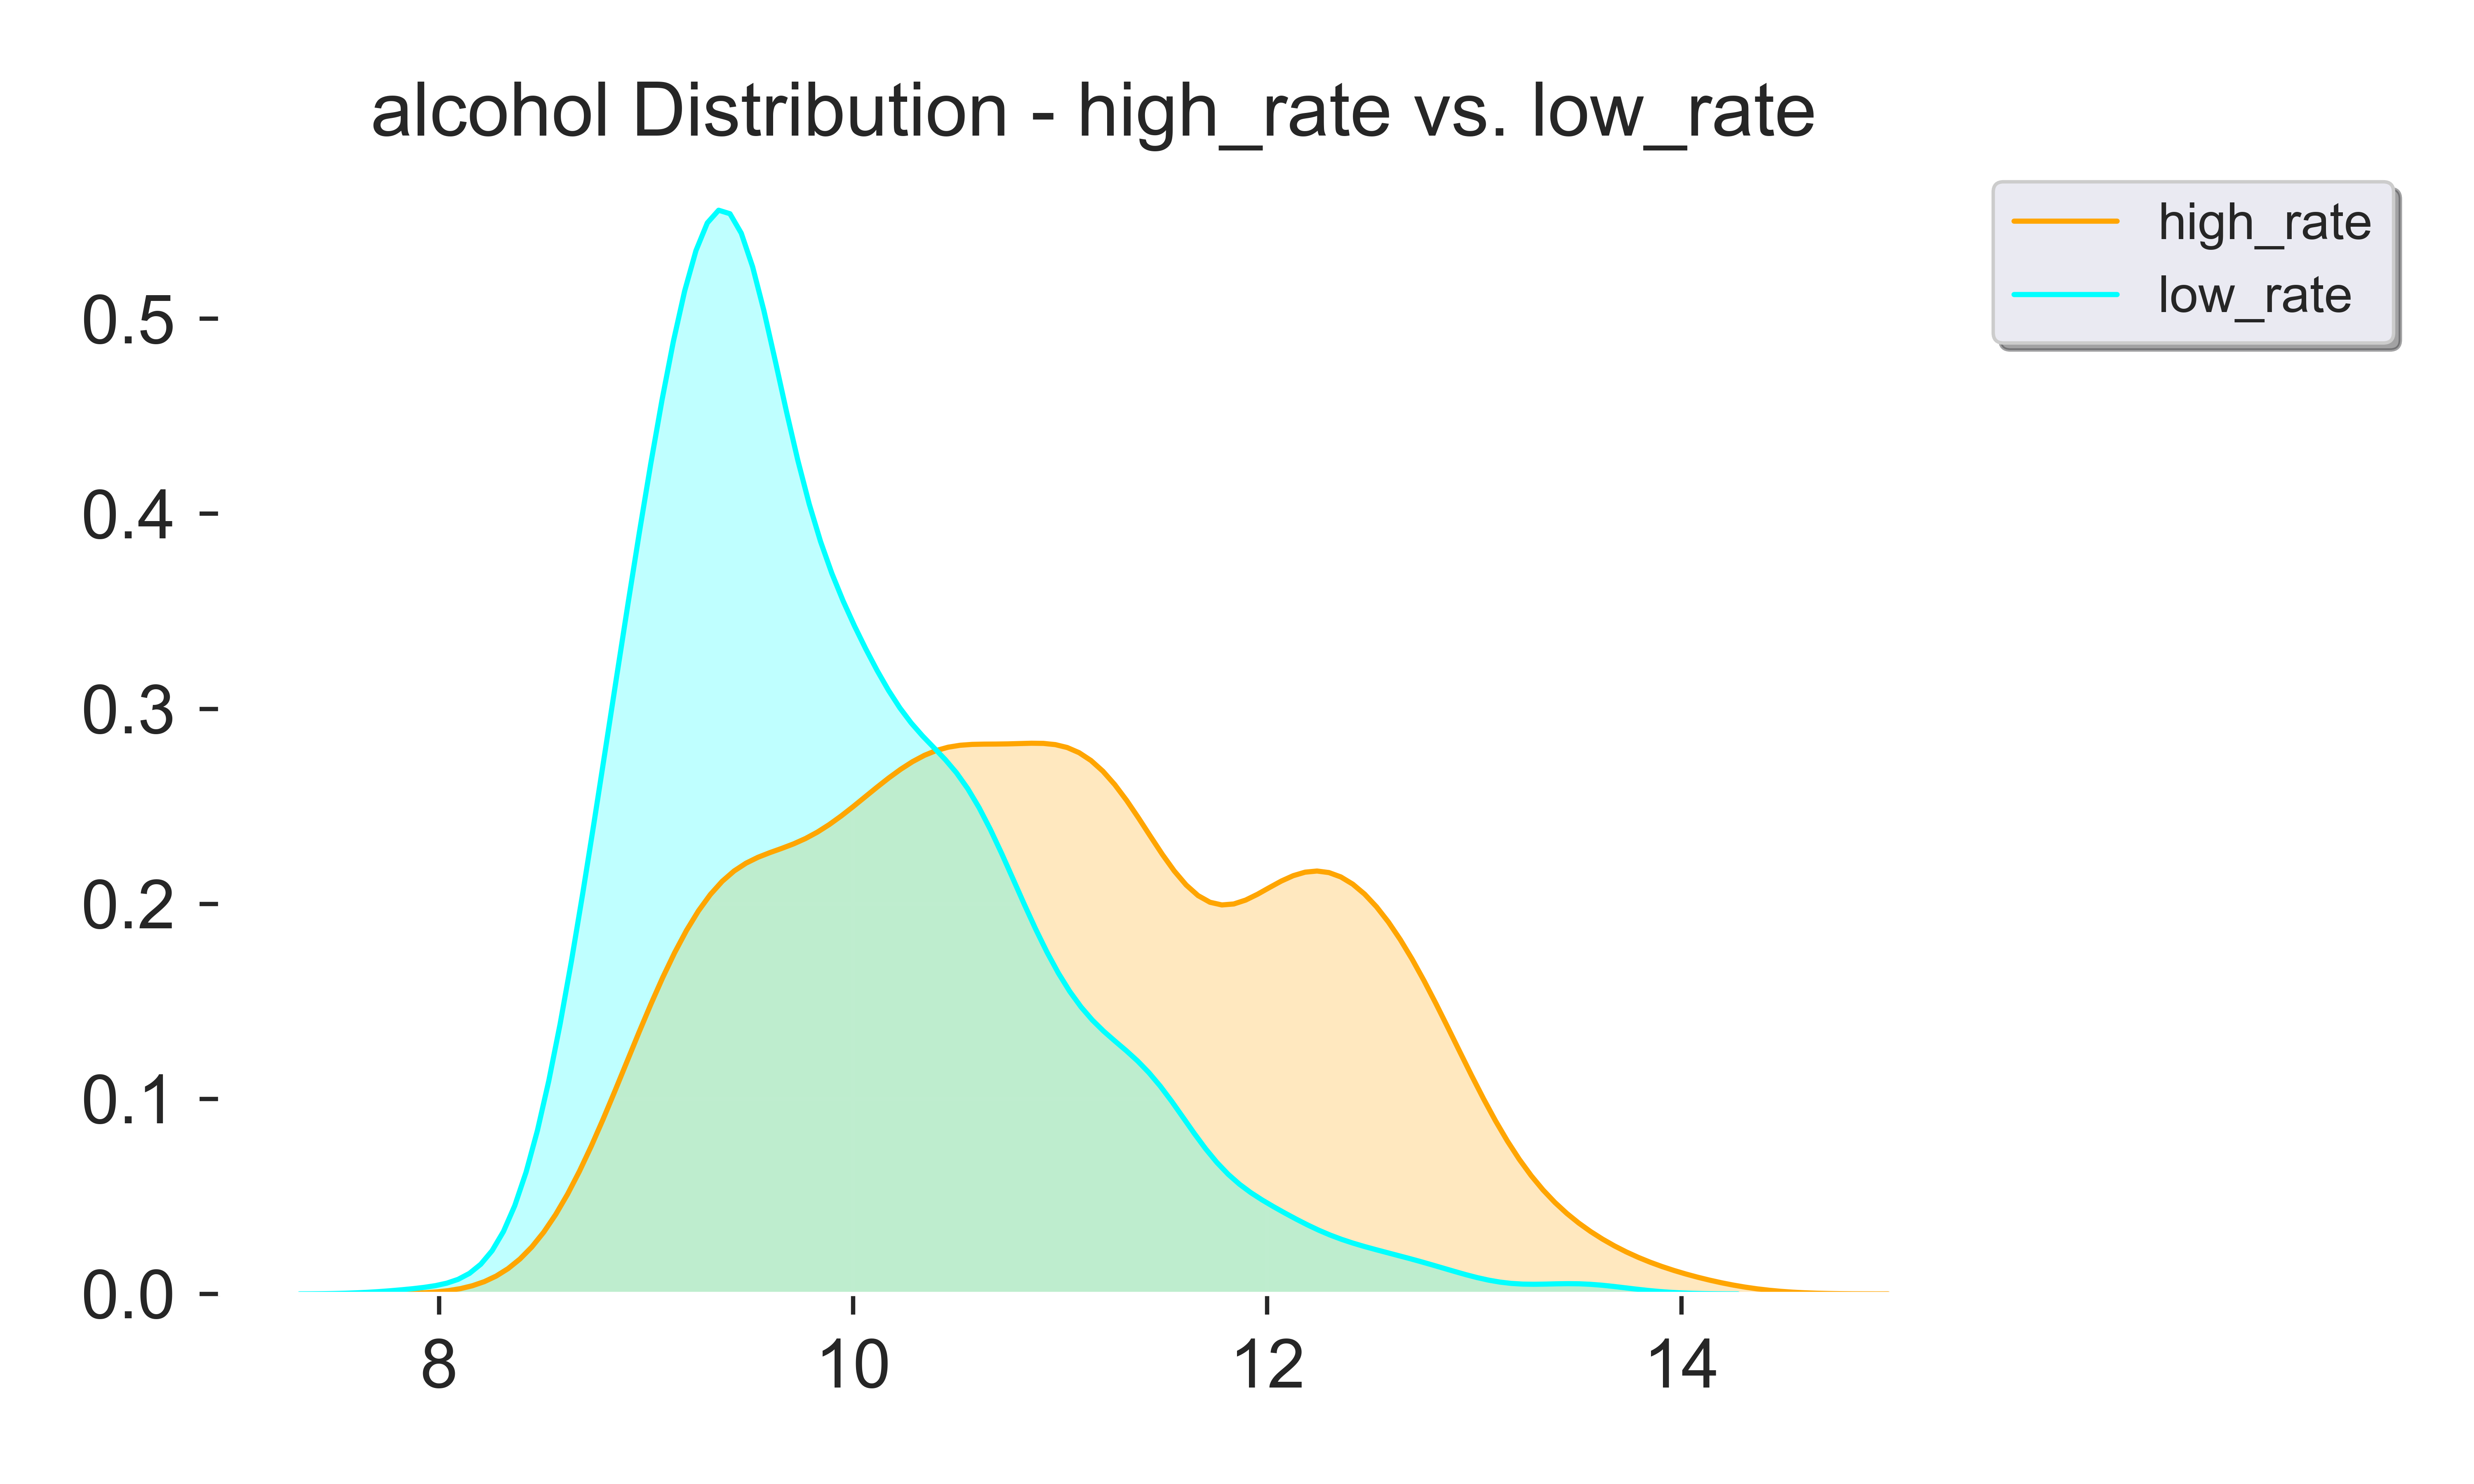 alcohol Distribution - high_rate vs. low_rate
high_rate
low_rate
0.5
0.4
0.3
0.2
0.1
0.0
8 10 12 14